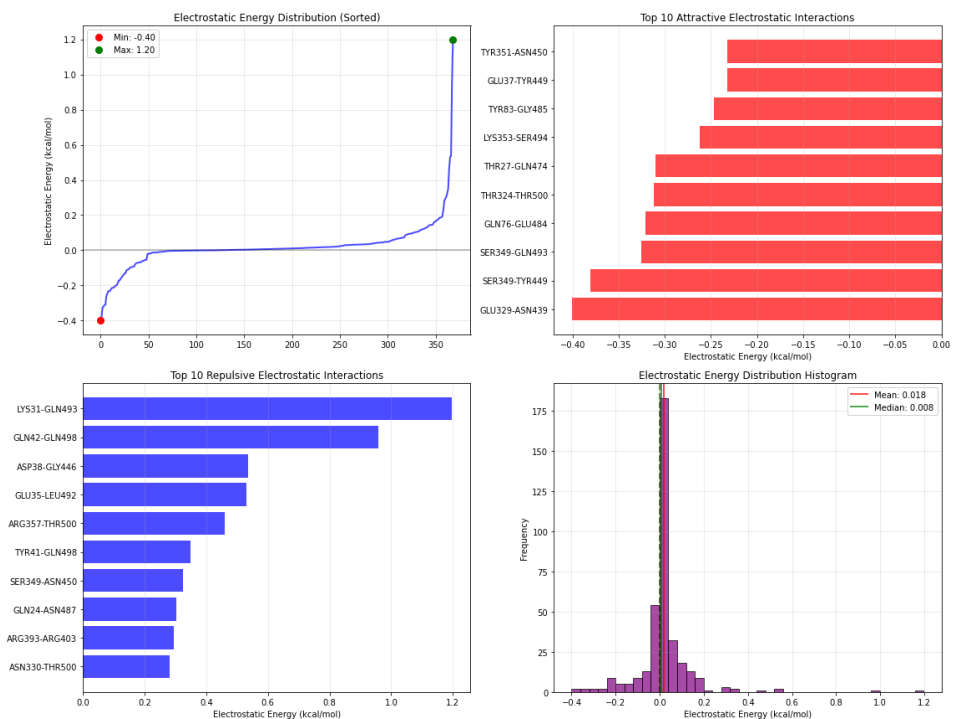 Electrostatic Energy Distribution (Sorted)
Min: -0.40
Max: 1.20
1.2
1.0
0.8
0.6
0.4
0.2
0.0
−0.2
−0.4
Electrostatic Energy (kcal/mol)
0
50
100
150
200
250
300
350
Top 10 Attractive Electrostatic Interactions
TYR351-ASN450
GLU37-TYR449
TYR83-GLY485
LYS353-SER494
THR27-GLN474
THR324-THR500
GLN76-GLU484
SER349-GLN493
SER349-TYR449
GLU329-ASN439
−0.40
−0.35
−0.30
−0.25
−0.20
−0.15
−0.10
−0.05
0.00
Electrostatic Energy (kcal/mol)
Top 10 Repulsive Electrostatic Interactions
LYS31-GLN493
GLN42-GLN498
ASP38-GLY446
GLU35-LEU492
ARG357-THR500
TYR41-GLN498
SER349-ASN450
GLN24-ASN487
ARG393-ARG403
ASN330-THR500
0.0
0.2
0.4
0.6
0.8
1.0
1.2
Electrostatic Energy (kcal/mol)
Electrostatic Energy Distribution Histogram
Mean: 0.018
Median: 0.008
175
150
125
100
75
50
25
0
Frequency
−0.4
−0.2
0.0
0.2
0.4
0.6
0.8
1.0
1.2
Electrostatic Energy (kcal/mol)